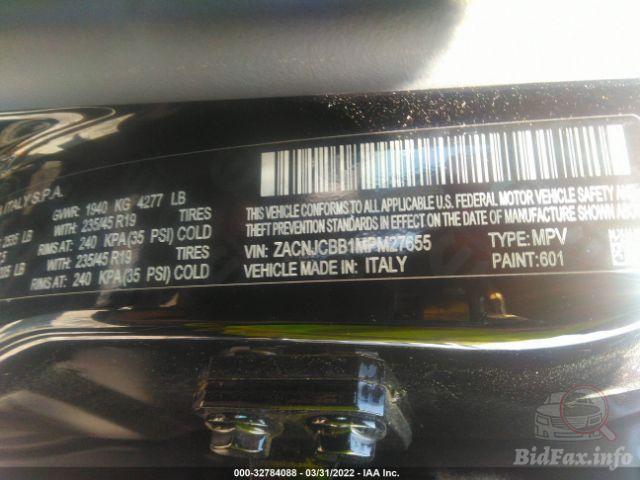 ITALY S.P.A.
GVWR: 1940 KG 4277 LB
WITH: 235/45 R19 TIRES
RIMS AT: 240 KPA(35 PSI) COLD
WITH: 235/45 R19 TIRES
RIMS AT: 240 KPA(35 PSI) COLD
LB
LB
THIS VEHICLE CONFORMS TO ALL APPLICABLE U.S. FEDERAL MOTOR VEHICLE SAFETY AND
THEFT PREVENTION STANDARDS IN EFFECT ON THE DATE OF MANUFACTURE SHOWN
VIN: ZACNJCBB1MPM27655 TYPE: MPV
VEHICLE MADE IN: ITALY PAINT: 601
BidFax.info
000-32784088 - 03/31/2022 - IAA Inc.